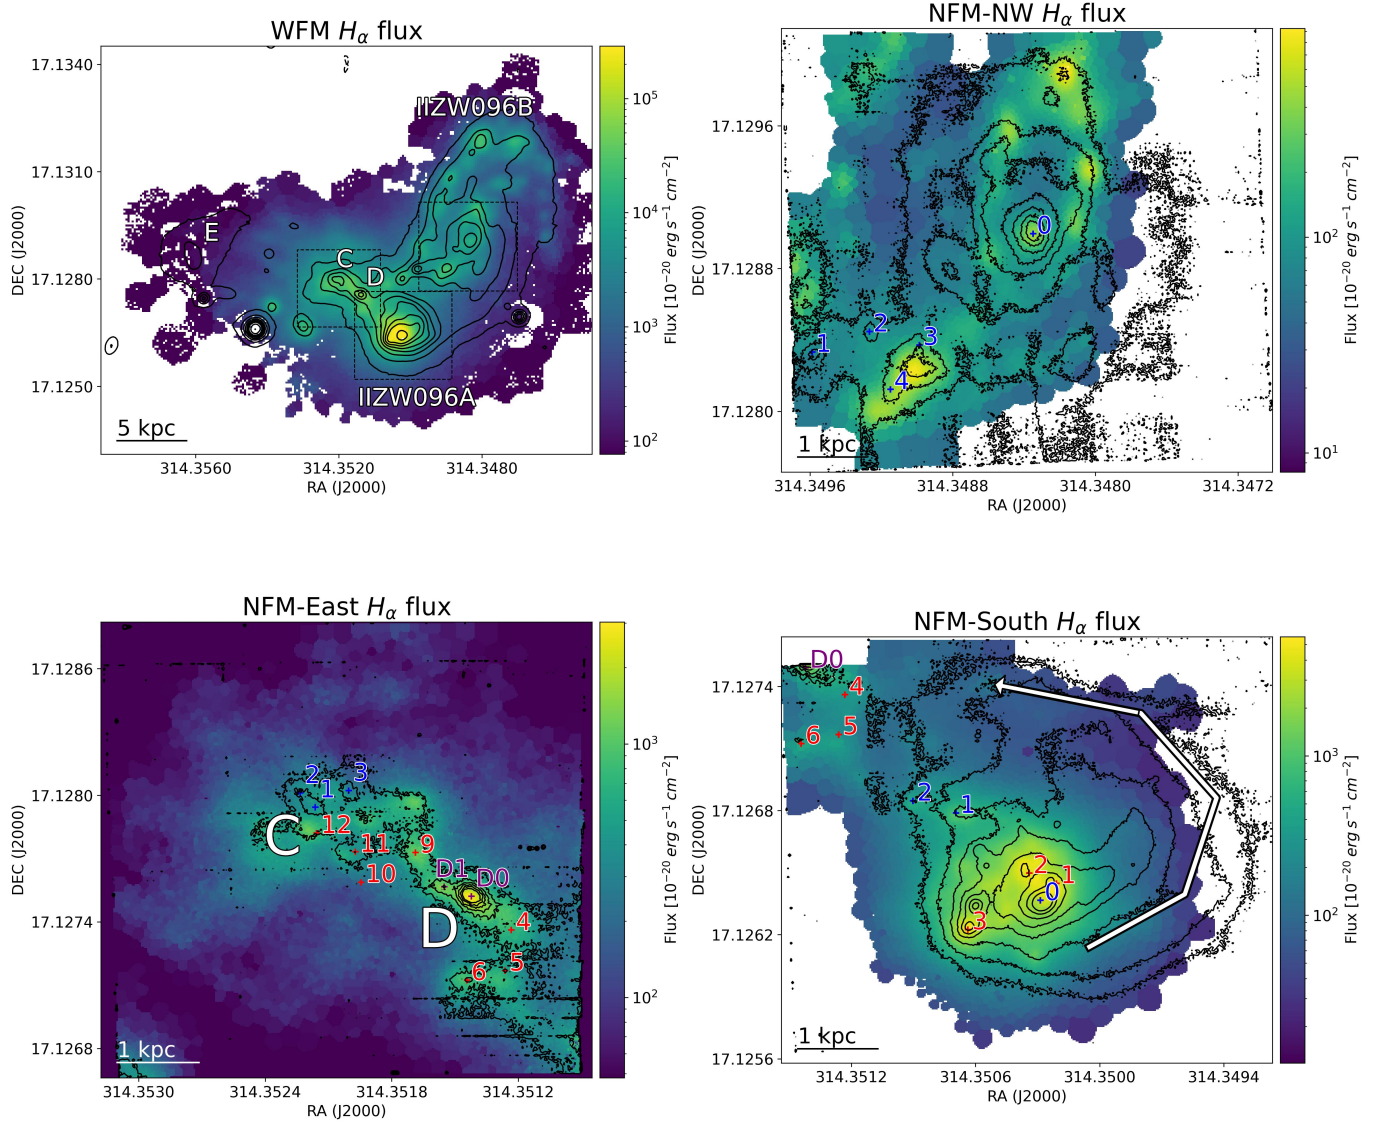 WFM Hα flux
17.1340
17.1310
17.1280
17.1250
DEC (J2000)
IIZW096B
E
C
D
IIZW096A
5 kpc
314.3560
314.3520
314.3480
RA (J2000)
10⁵
10⁴
10³
10²
Flux [10⁻²⁰ erg s⁻¹ cm⁻²]
NFM-NW Hα flux
17.1296
17.1288
17.1280
DEC (J2000)
0
2
1
3
4
1 kpc
314.3496
314.3488
314.3480
314.3472
RA (J2000)
10²
10¹
Flux [10⁻²⁰ erg s⁻¹ cm⁻²]
NFM-East Hα flux
17.1286
17.1280
17.1274
17.1268
DEC (J2000)
2
1
3
12
C
11
10
9
D1
D0
D
4
5
6
1 kpc
314.3530
314.3524
314.3518
314.3512
RA (J2000)
10³
10²
Flux [10⁻²⁰ erg s⁻¹ cm⁻²]
NFM-South Hα flux
17.1274
17.1268
17.1262
17.1256
DEC (J2000)
D0
4
5
6
2
1
2
1
0
3
1 kpc
314.3512
314.3506
314.3500
314.3494
RA (J2000)
10³
10²
Flux [10⁻²⁰ erg s⁻¹ cm⁻²]